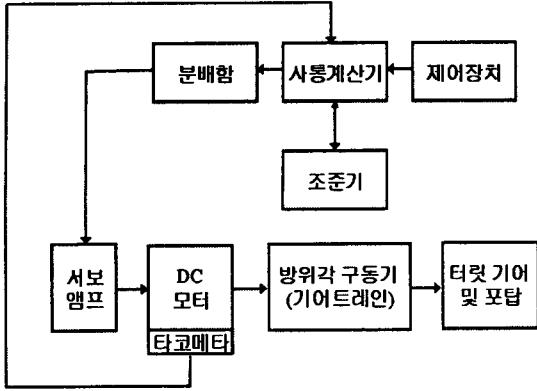 분배함
사통계산기
제어장치
조준기
서보
앰프
DC
모터
타코메타
방위각 구동기
(기어트레인)
터릿 기어
및 포탑